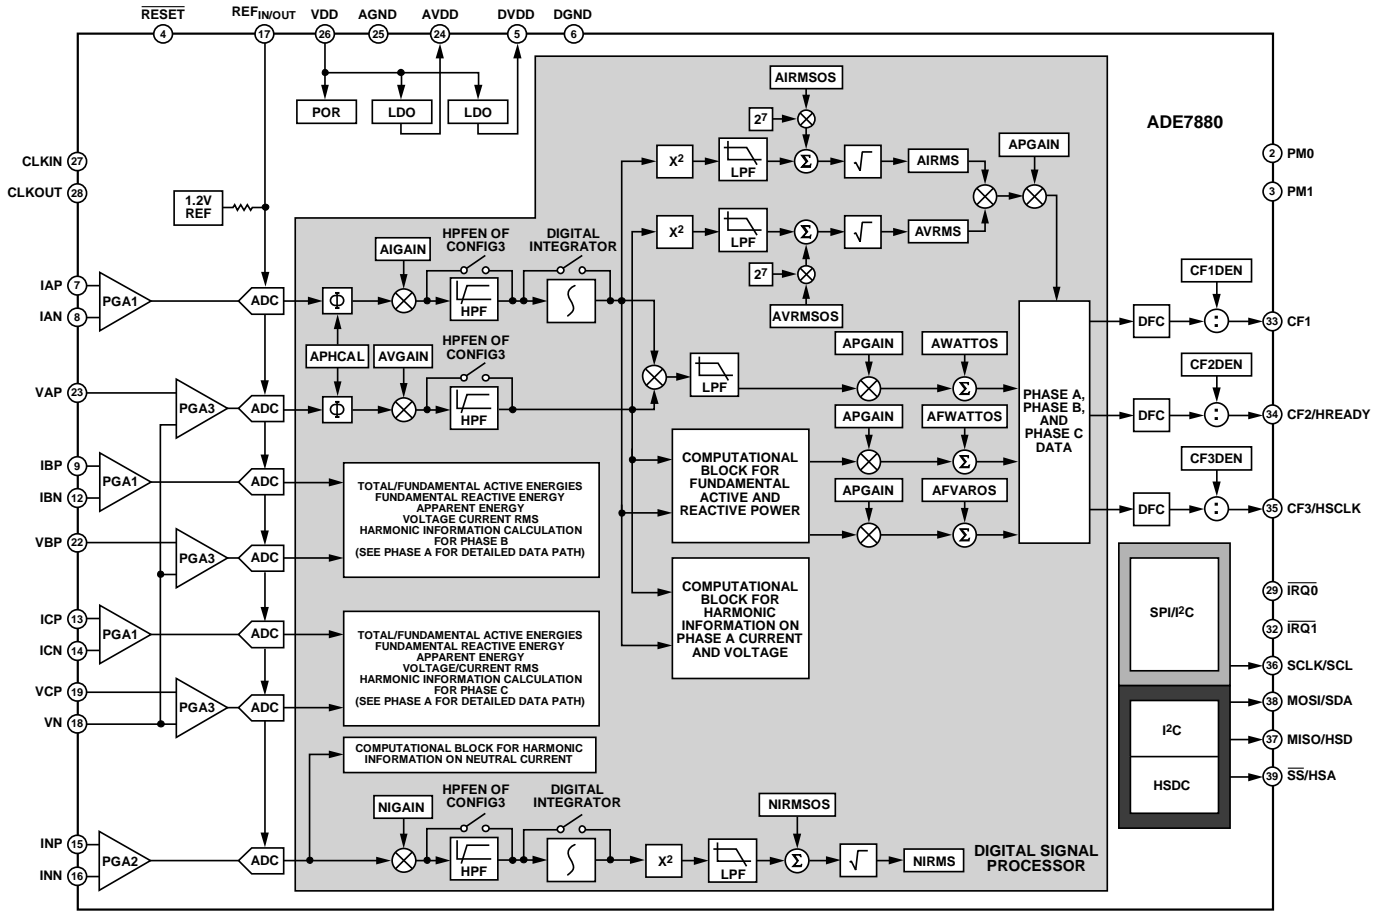 RESET
REFIN/OUT
VDD
AGND
AVDD
DVDD
DGND
4
17
26
25
24
5
6
POR
LDO
LDO
AIRMSOS
2⁷
ADE7880
27
CLKIN
28
CLKOUT
1.2V
REF
X²
LPF
Σ
√
AIRMS
APGAIN
2
PM0
3
PM1
X²
LPF
Σ
√
AVRMS
2⁷
AVRMSOS
AIGAIN
HPFEN OF
CONFIG3
DIGITAL
INTEGRATOR
IAP
7
IAN
8
PGA1
ADC
Φ
HPF
∫
APHCAL
AVGAIN
HPFEN OF
CONFIG3
VAP
23
PGA3
ADC
Φ
HPF
LPF
APGAIN
AWATTOS
Σ
APGAIN
AFWATTOS
Σ
APGAIN
AFVAROS
Σ
PHASE A,
PHASE B,
AND
PHASE C
DATA
CF1DEN
DFC
:
33
CF1
CF2DEN
DFC
:
34
CF2/HREADY
CF3DEN
DFC
:
35
CF3/HSCLK
COMPUTATIONAL
BLOCK FOR
FUNDAMENTAL
ACTIVE AND
REACTIVE POWER
IBP
9
IBN
12
PGA1
ADC
VBP
22
PGA3
ADC
TOTAL/FUNDAMENTAL ACTIVE ENERGIES
FUNDAMENTAL REACTIVE ENERGY
APPARENT ENERGY
VOLTAGE CURRENT RMS
HARMONIC INFORMATION CALCULATION
FOR PHASE B
(SEE PHASE A FOR DETAILED DATA PATH)
COMPUTATIONAL
BLOCK FOR
HARMONIC
INFORMATION ON
PHASE A CURRENT
AND VOLTAGE
ICP
13
ICN
14
PGA1
ADC
VCP
19
VN
18
PGA3
ADC
TOTAL/FUNDAMENTAL ACTIVE ENERGIES
FUNDAMENTAL REACTIVE ENERGY
APPARENT ENERGY
VOLTAGE/CURRENT RMS
HARMONIC INFORMATION CALCULATION
FOR PHASE C
(SEE PHASE A FOR DETAILED DATA PATH)
SPI/I²C
I²C
HSDC
29
IRQ0
32
IRQ1
36
SCLK/SCL
38
MOSI/SDA
37
MISO/HSD
39
SS/HSA
COMPUTATIONAL BLOCK FOR HARMONIC
INFORMATION ON NEUTRAL CURRENT
NIGAIN
HPFEN OF
CONFIG3
DIGITAL
INTEGRATOR
NIRMSOS
INP
15
INN
16
PGA2
ADC
HPF
∫
X²
LPF
Σ
√
NIRMS
DIGITAL SIGNAL
PROCESSOR